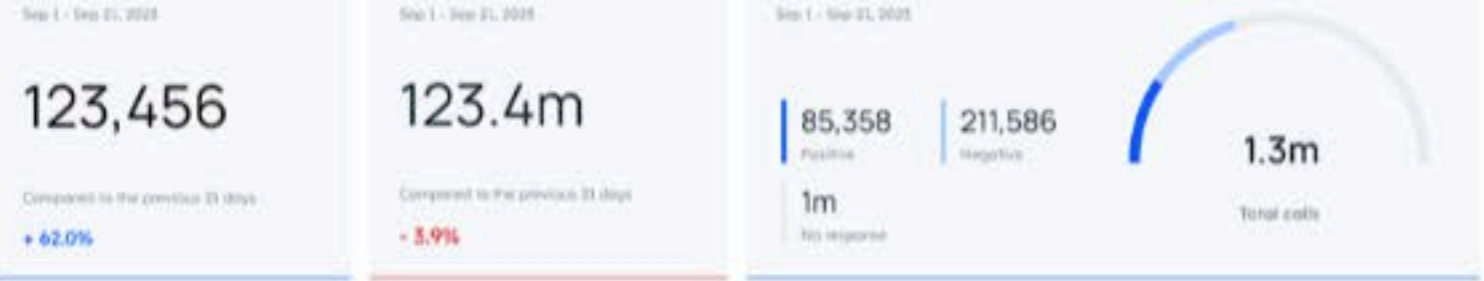 Sep 1 - Sep 21, 2023
123,456
Compared to the previous 21 days
+ 62.0%
Sep 1 - Sep 21, 2023
123.4m
Compared to the previous 21 days
- 3.9%
Sep 1 - Sep 21, 2023
85,358
Positive
211,586
Negative
1m
No response
1.3m
Total calls